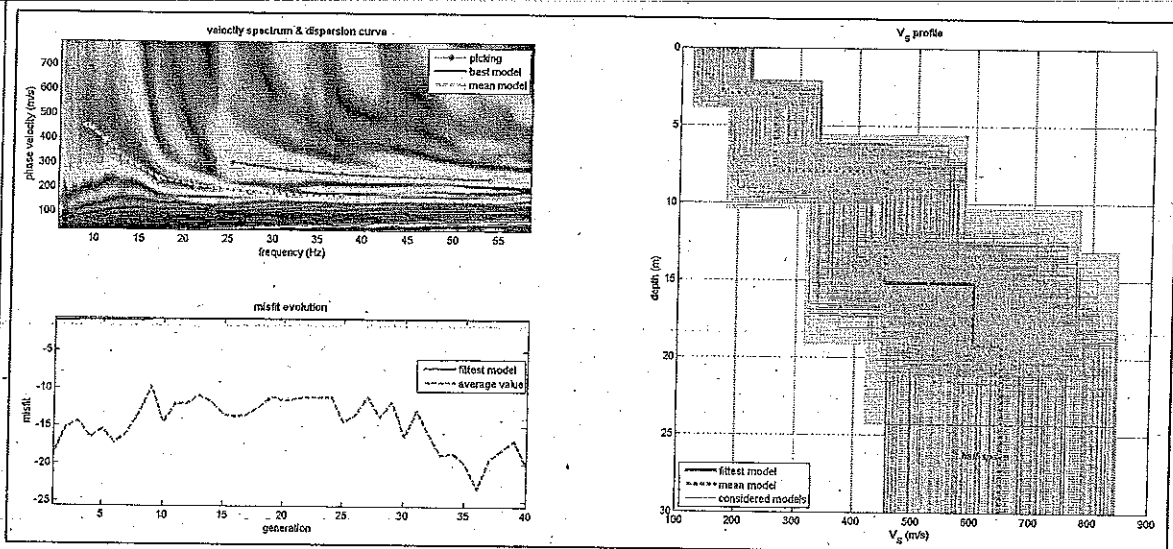 velocity spectrum & dispersion curve
700
600
500
400
300
200
100
phase velocity (m/s)
picking
best model
mean model
10 15 20 25 30 35 40 45 50 55
frequency (Hz)
misfit evolution
-5
-10
-15
-20
-25
misfit
fittest model
average value
5 10 15 20 25 30 35 40
generation
VS profile
0
5
10
15
20
25
30
depth (m)
fittest model
mean model
considered models
100 200 300 400 500 600 700 800 900
VS (m/s)